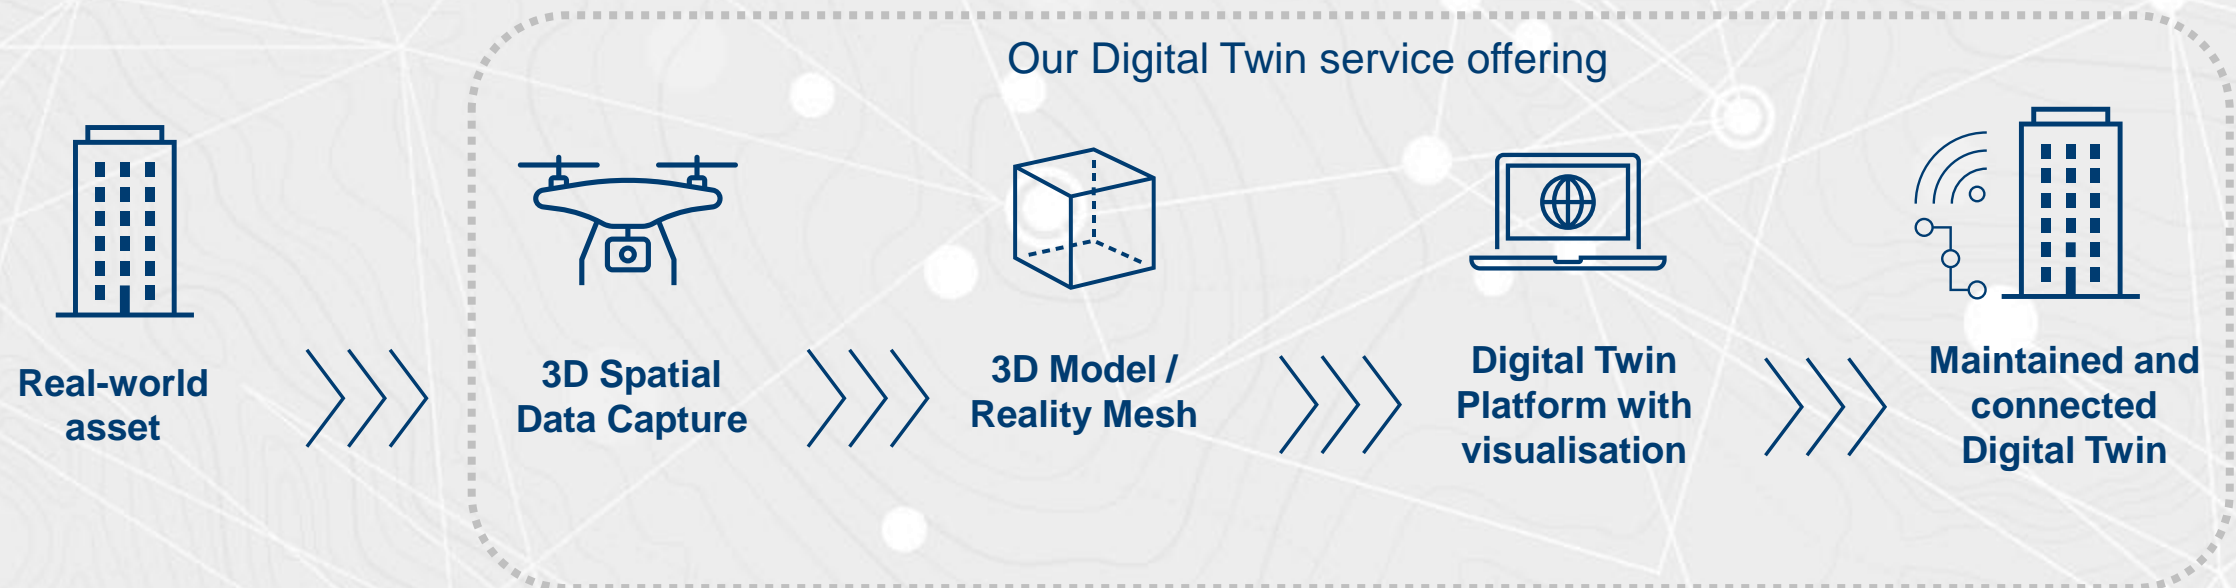 Our Digital Twin service offering
Real-world
asset
3D Spatial
Data Capture
3D Model /
Reality Mesh
Digital Twin
Platform with
visualisation
Maintained and
connected
Digital Twin